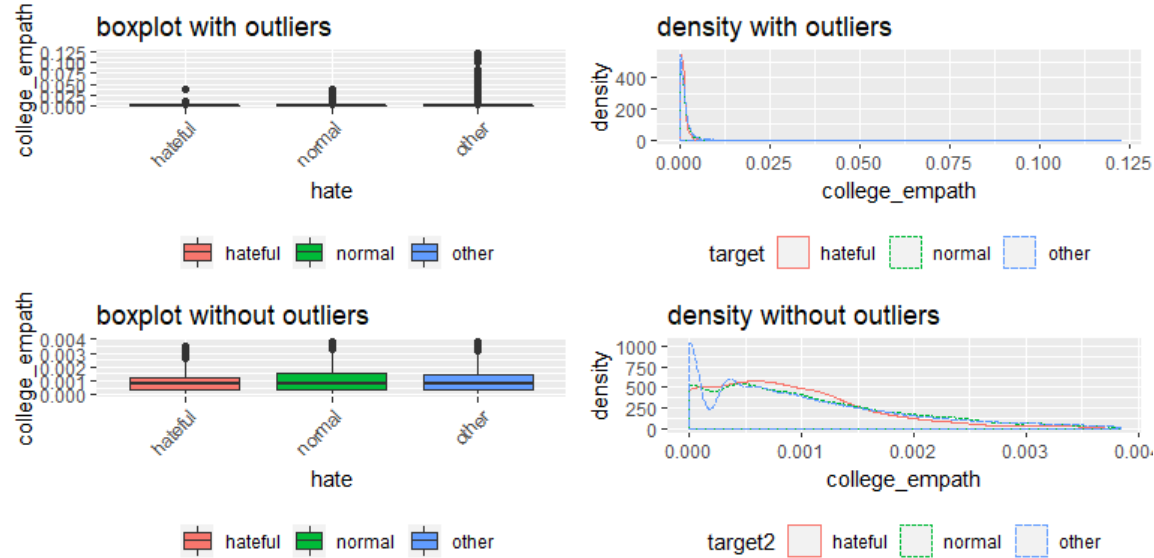 boxplot with outliers
college_empath
0.125
0.100
0.075
0.050
0.025
0.000
hateful
normal
other
hate
hateful normal other
density with outliers
density
400
200
0
0.000 0.025 0.050 0.075 0.100 0.125
college_empath
target hateful normal other
boxplot without outliers
college_empath
0.004
0.003
0.002
0.001
0.000
hateful
normal
other
hate
hateful normal other
density without outliers
density
1000
750
500
250
0
0.000 0.001 0.002 0.003 0.004
college_empath
target2 hateful normal other